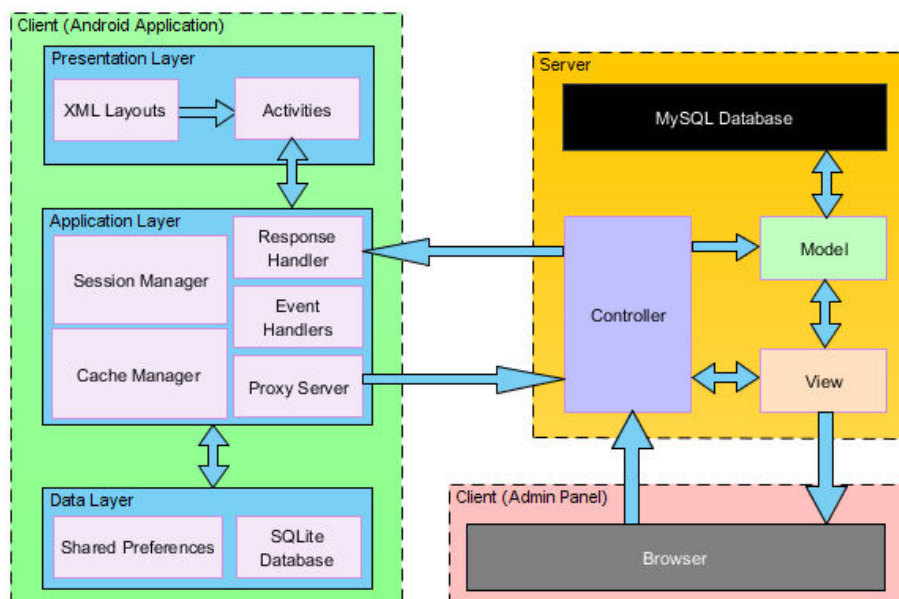 Client (Android Application)
Presentation Layer
XML Layouts
Activities
Application Layer
Session Manager
Cache Manager
Response
Handler
Event
Handlers
Proxy Server
Data Layer
Shared Preferences
SQLite
Database
Server
MySQL Database
Controller
Model
View
Client (Admin Panel)
Browser